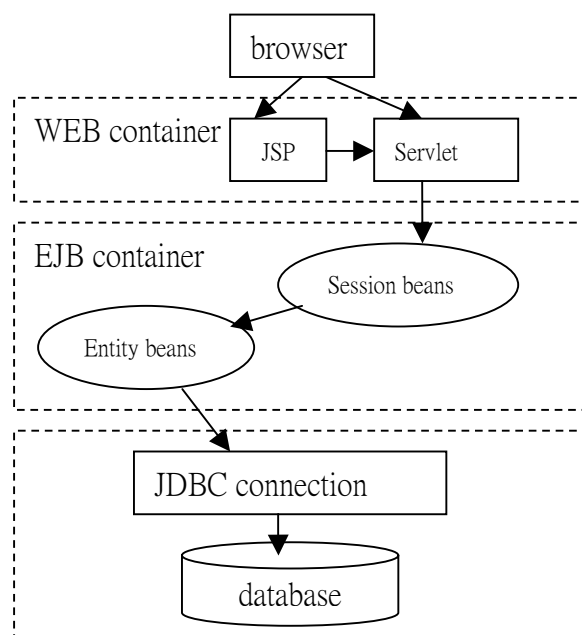 browser
WEB container
JSP
Servlet
EJB container
Session beans
Entity beans
JDBC connection
database